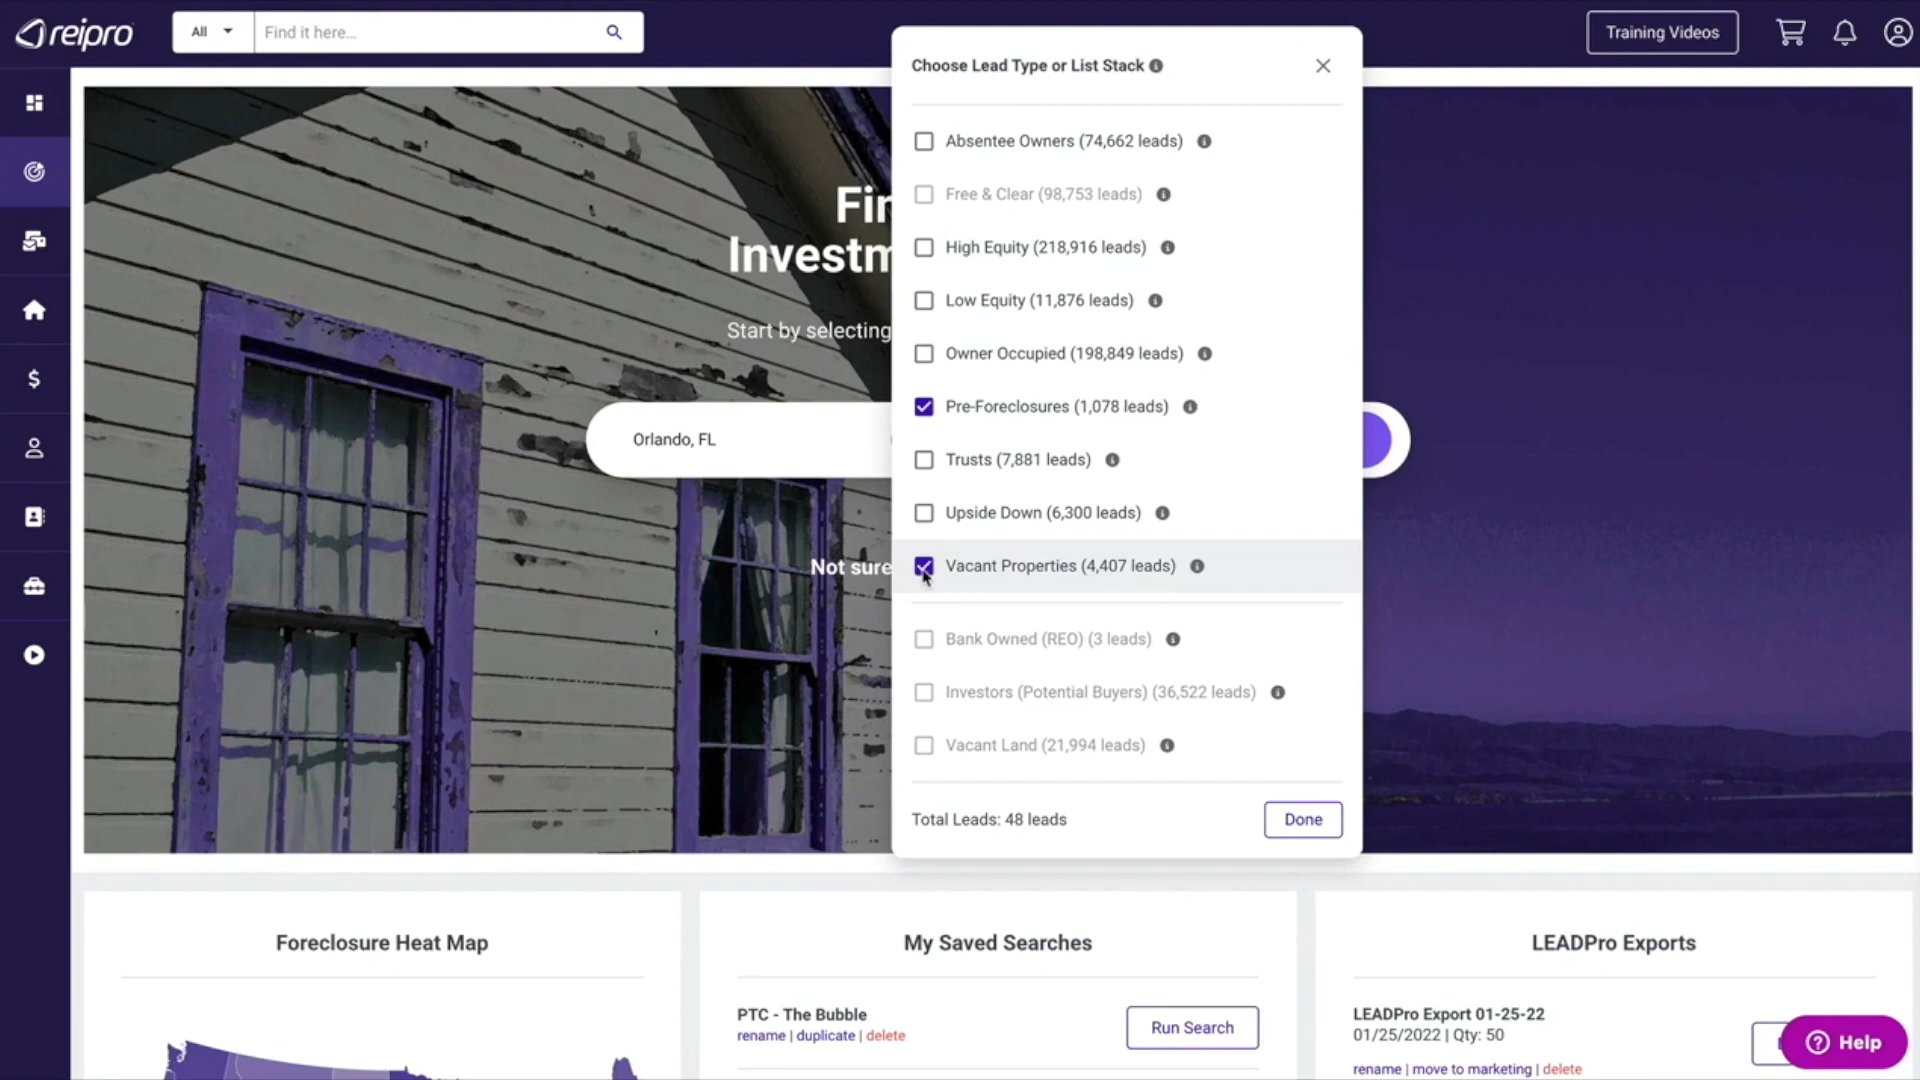 reipro
All
Find it here...
Training Videos
Choose Lead Type or List Stack
Absentee Owners (74,662 leads)
Free & Clear (98,753 leads)
High Equity (218,916 leads)
Low Equity (11,876 leads)
Owner Occupied (198,849 leads)
Pre-Foreclosures (1,078 leads)
Trusts (7,881 leads)
Upside Down (6,300 leads)
Vacant Properties (4,407 leads)
Bank Owned (REO) (3 leads)
Investors (Potential Buyers) (36,522 leads)
Vacant Land (21,994 leads)
Total Leads: 48 leads
Done
Investm
Start by selecting
Orlando, FL
Not sure
Foreclosure Heat Map
My Saved Searches
PTC - The Bubble
rename | duplicate | delete
Run Search
LEADPro Exports
LEADPro Export 01-25-22
01/25/2022 | Qty: 50
rename | move to marketing | delete
Help